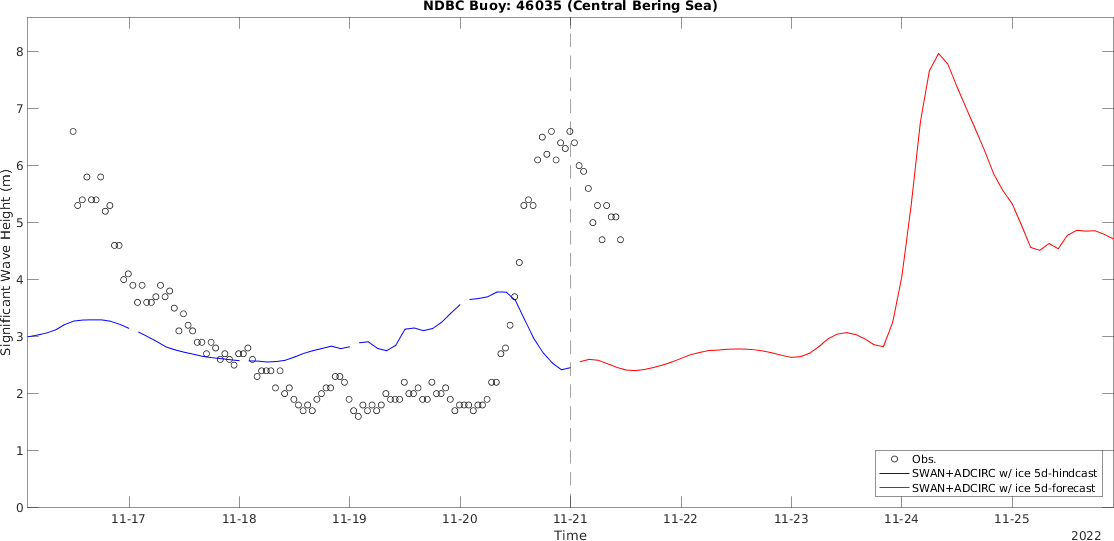 NDBC Buoy: 46035 (Central Bering Sea)
Significant Wave Height (m)
8
7
6
5
4
3
2
1
0
Obs.
SWAN+ADCIRC w/ ice 5d-hindcast
SWAN+ADCIRC w/ ice 5d-forecast
11-17 11-18 11-19 11-20 11-21 11-22 11-23 11-24 11-25
Time
2022